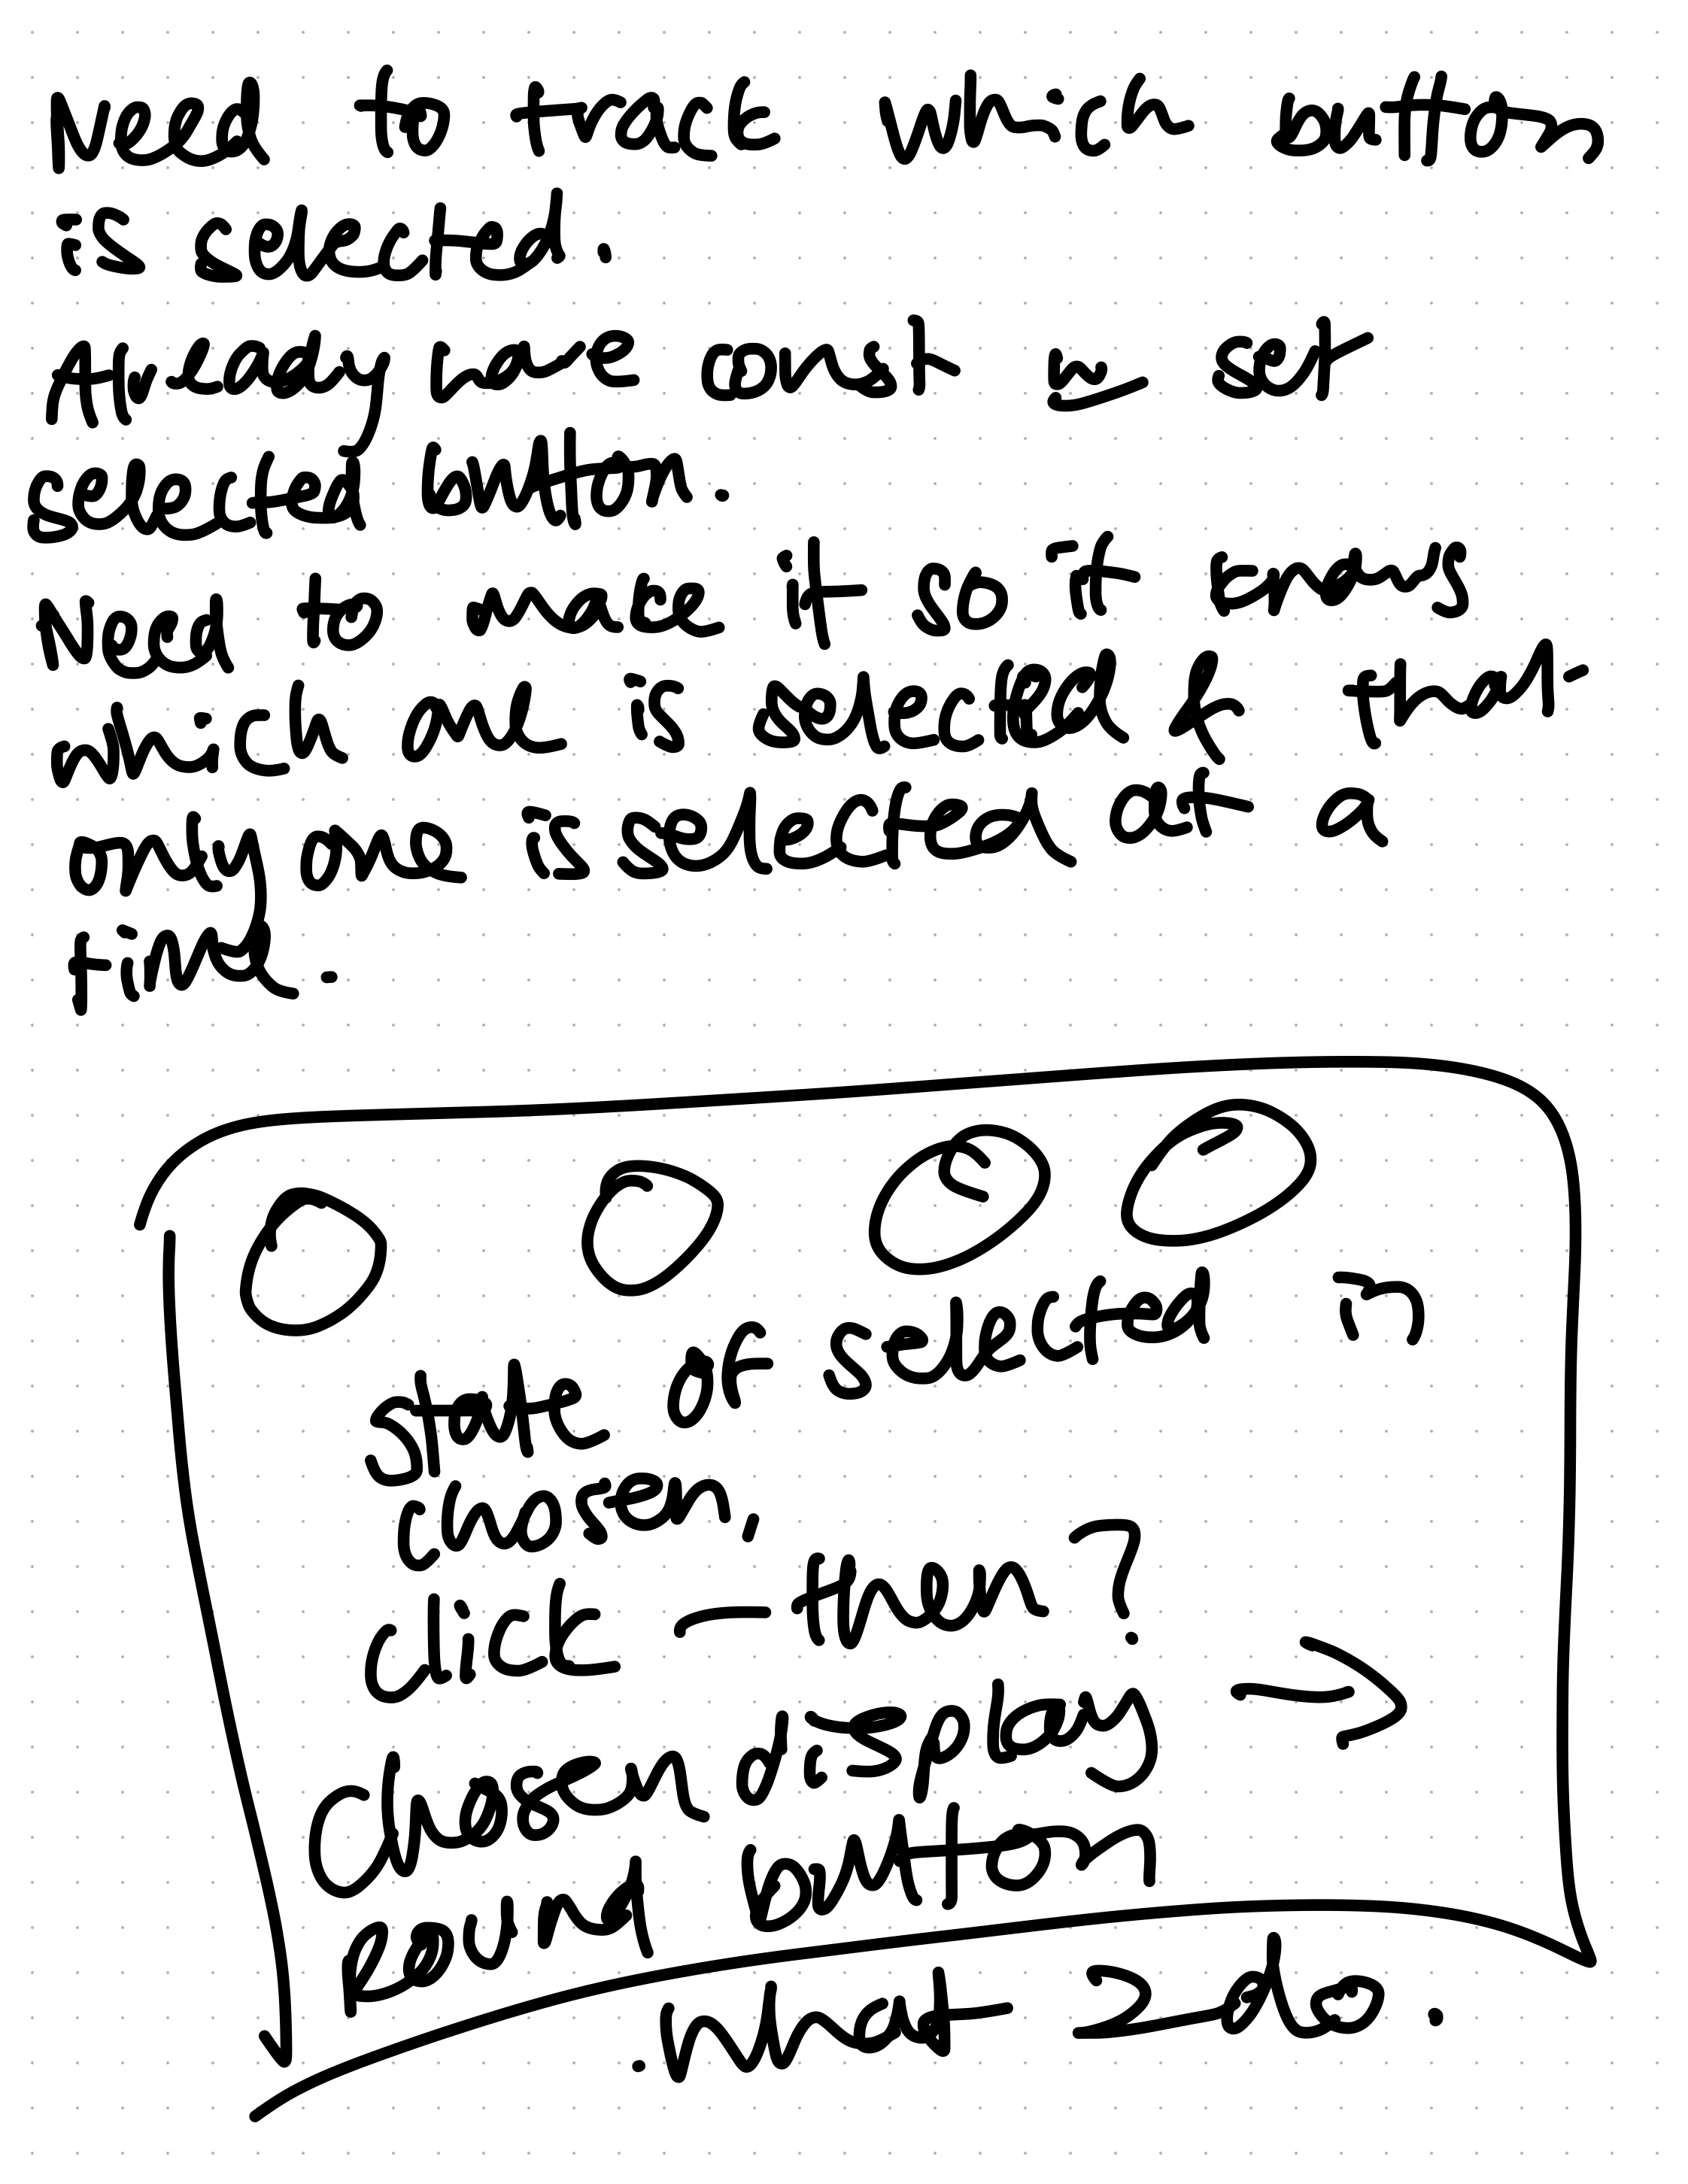 Need to track which button
is selected.
Already have const w set
selected button.
Need to make it so it knows
which one is selected & that
only one is selected at a
time.
state of selected in
chosen.
click - then?
Chosen display →
Round button
. What 2 do.